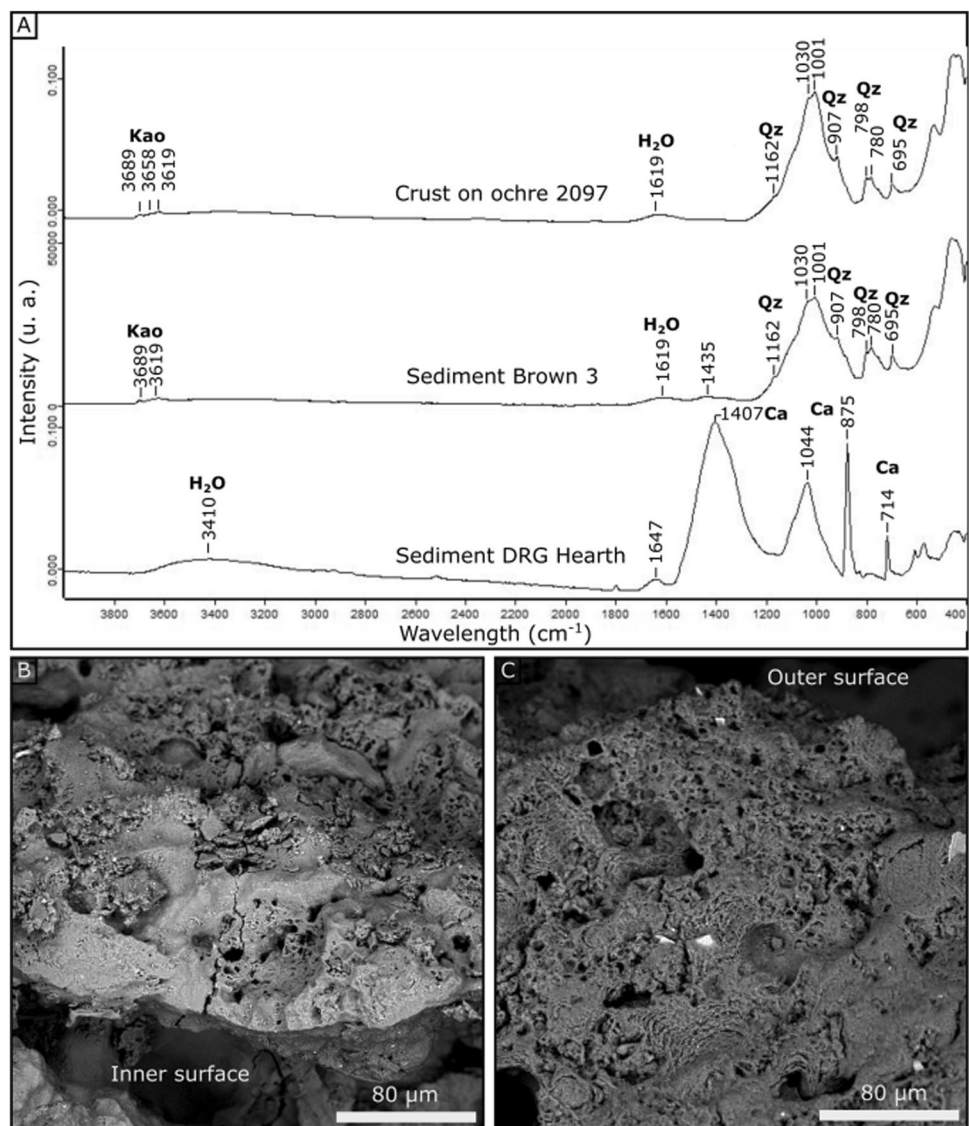 A
Intensity (u. a.)
0.100
0.000
50000
0
0.100
0.000
Kao
3689
3658
3619
H₂O
1619
Qz
1162
1030
1001
Qz
907
Qz
798
780
Qz
695
Crust on ochre 2097
Kao
3689
3619
H₂O
1619
1435
Qz
1162
1030
1001
Qz
907
Qz
798
780
Qz
695
Sediment Brown 3
H₂O
3410
1647
1407 Ca
1044
Ca
875
Ca
714
Sediment DRG Hearth
3800 3600 3400 3200 3000 2800 2600 2400 2200 2000 1800 1600 1400 1200 1000 800 600 400
Wavelength (cm⁻¹)
B
Inner surface
80 μm
C
Outer surface
80 μm